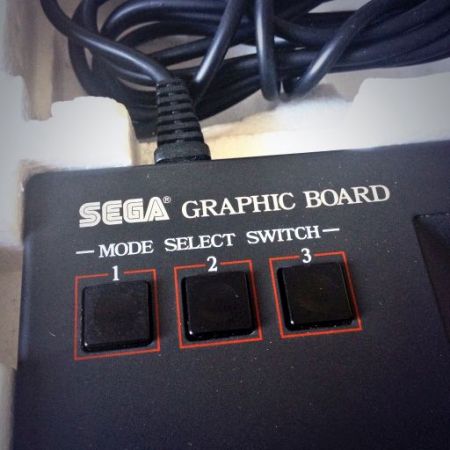 SEGA® GRAPHIC BOARD
— MODE SELECT SWITCH —
1 2 3